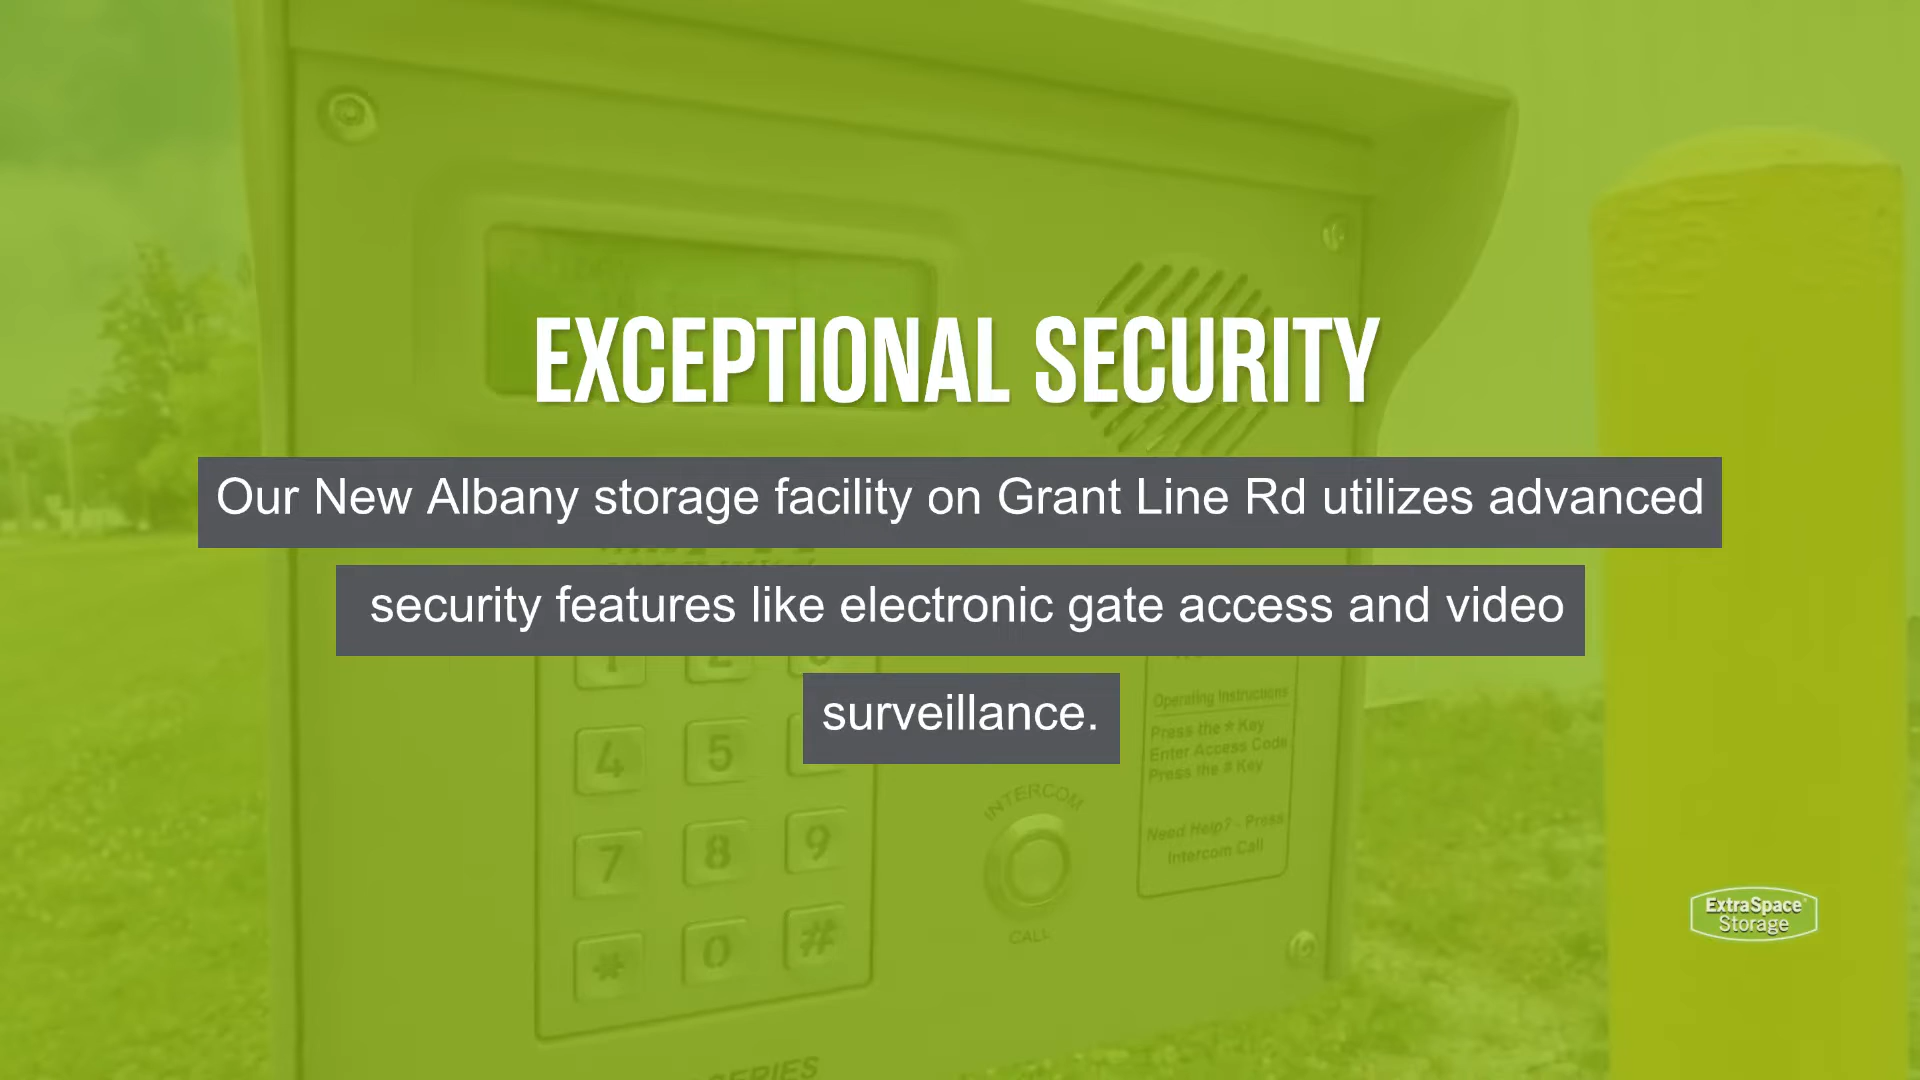 EXCEPTIONAL SECURITY
Our New Albany storage facility on Grant Line Rd utilizes advanced
security features like electronic gate access and video
surveillance.
4 5
7 8 9
* 0 #
INTERCOM
CALL
Operating Instructions
Press the * Key
Enter Access Code
Press the # Key
Need Help? - Press
Intercom Call
ExtraSpace
Storage
SERIES